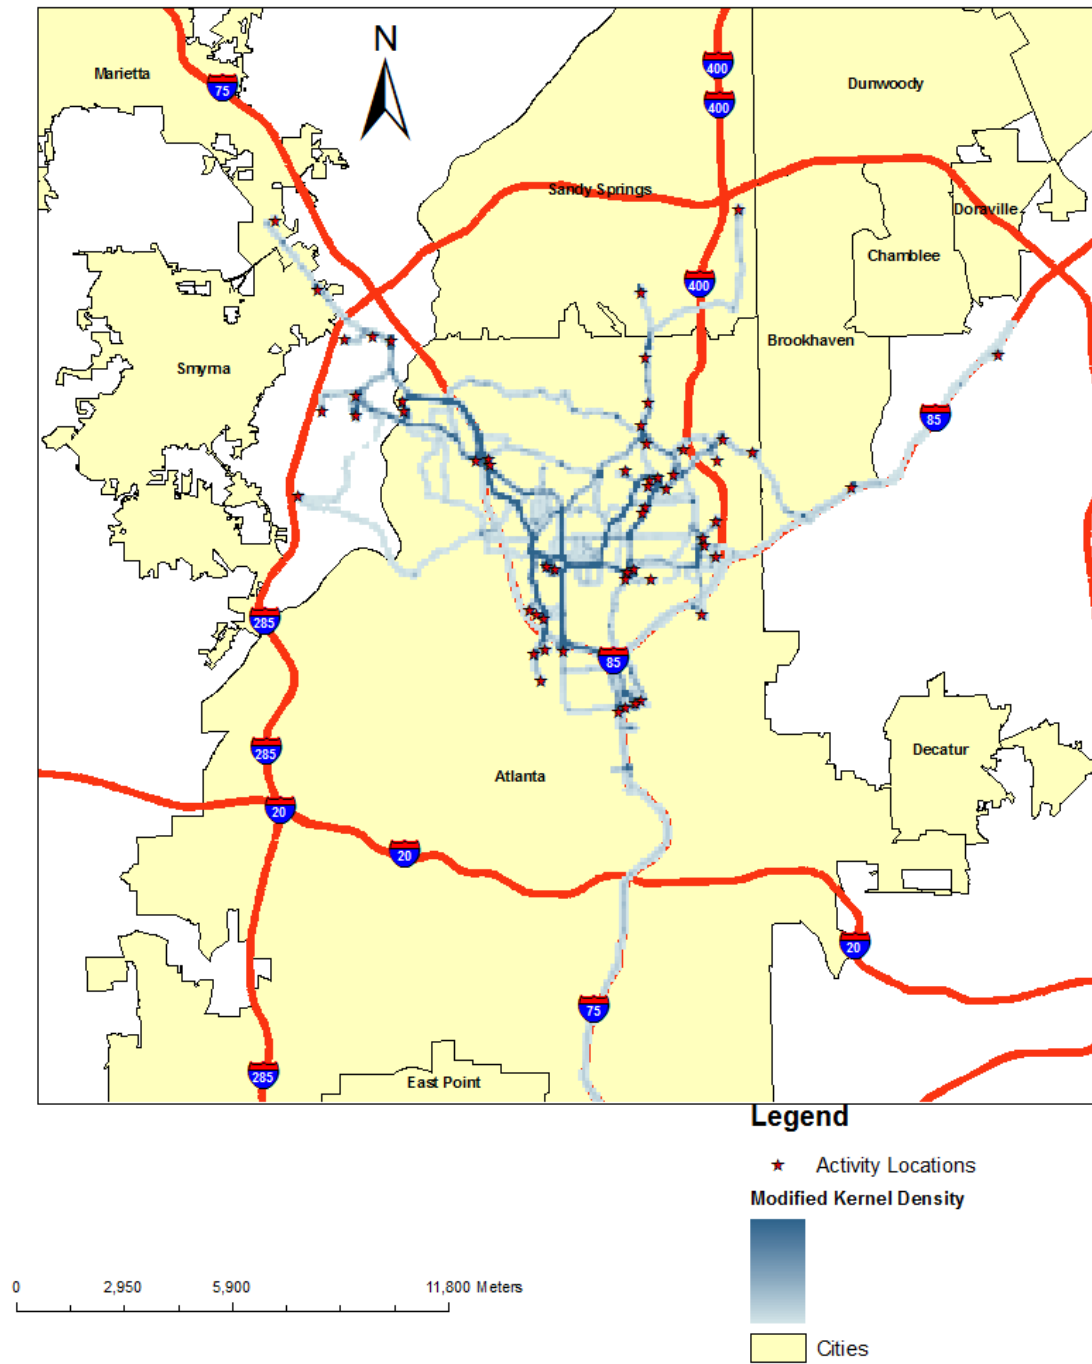 N
Marietta
75
400
400
Dunwoody
Sandy Springs
Doraville
Chamblee
400
Brookhaven
Smyrna
85
285
85
285
Decatur
Atlanta
20
20
20
75
285
East Point
Legend
Activity Locations
Modified Kernel Density
0 2,950 5,900 11,800 Meters
Cities